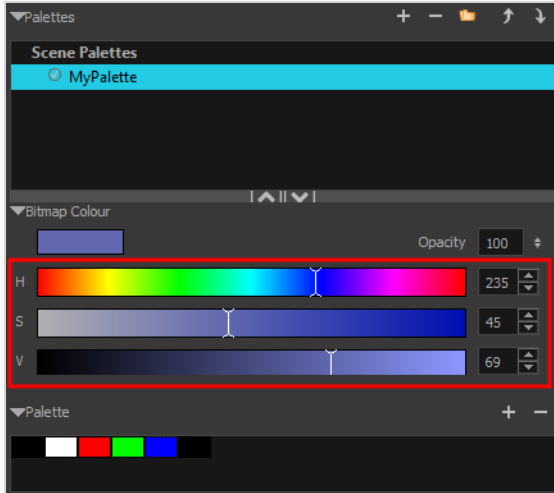 Palettes
Scene Palettes
MyPalette
Bitmap Colour
Opacity 100
H 235
S 45
V 69
Palette